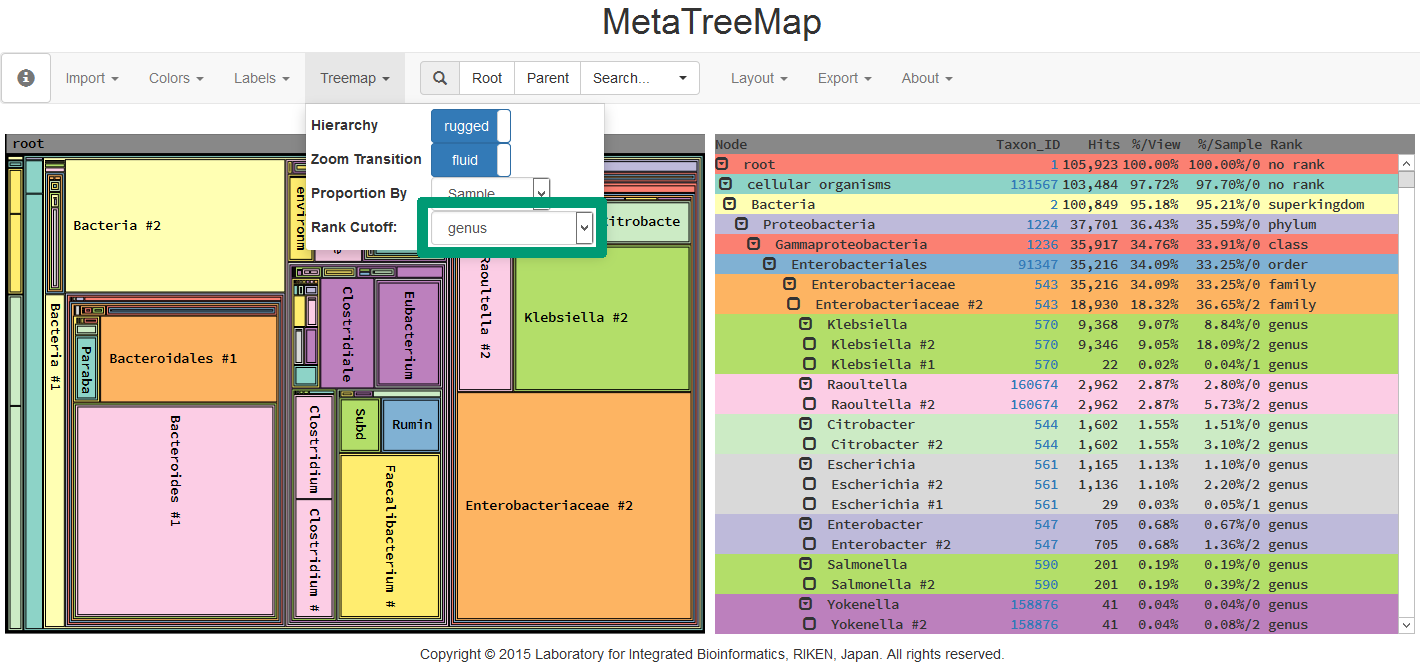 MetaTreeMap
Import Colors Labels Treemap Root Parent Search... Layout Export About
Hierarchy rugged
Zoom Transition fluid
Proportion By Sample
Rank Cutoff: genus
root
Bacteria #2
Bacteria #1
Paraba
Bacteroidales #1
Bacteroides #1
environm
Clostridiale
Eubacterium
Clostridium
Clostridium #
Subd
Rumin
Faecalibacterium #
Citrobacte
Raoultella #2
Klebsiella #2
Enterobacteriaceae #2
Node Taxon_ID Hits %/View %/Sample Rank
root 1 105,923 100.00% 100.00%/0 no rank
cellular organisms 131567 103,484 97.72% 97.70%/0 no rank
Bacteria 2 100,849 95.18% 95.21%/0 superkingdom
Proteobacteria 1224 37,701 36.43% 35.59%/0 phylum
Gammaproteobacteria 1236 35,917 34.76% 33.91%/0 class
Enterobacteriales 91347 35,216 34.09% 33.25%/0 order
Enterobacteriaceae 543 35,216 34.09% 33.25%/0 family
Enterobacteriaceae #2 543 18,930 18.32% 36.65%/2 family
Klebsiella 570 9,368 9.07% 8.84%/0 genus
Klebsiella #2 570 9,346 9.05% 18.09%/2 genus
Klebsiella #1 570 22 0.02% 0.04%/1 genus
Raoultella 160674 2,962 2.87% 2.80%/0 genus
Raoultella #2 160674 2,962 2.87% 5.73%/2 genus
Citrobacter 544 1,602 1.55% 1.51%/0 genus
Citrobacter #2 544 1,602 1.55% 3.10%/2 genus
Escherichia 561 1,165 1.13% 1.10%/0 genus
Escherichia #2 561 1,136 1.10% 2.20%/2 genus
Escherichia #1 561 29 0.03% 0.05%/1 genus
Enterobacter 547 705 0.68% 0.67%/0 genus
Enterobacter #2 547 705 0.68% 1.36%/2 genus
Salmonella 590 201 0.19% 0.19%/0 genus
Salmonella #2 590 201 0.19% 0.39%/2 genus
Yokenella 158876 41 0.04% 0.04%/0 genus
Yokenella #2 158876 41 0.04% 0.08%/2 genus
Copyright © 2015 Laboratory for Integrated Bioinformatics, RIKEN, Japan. All rights reserved.